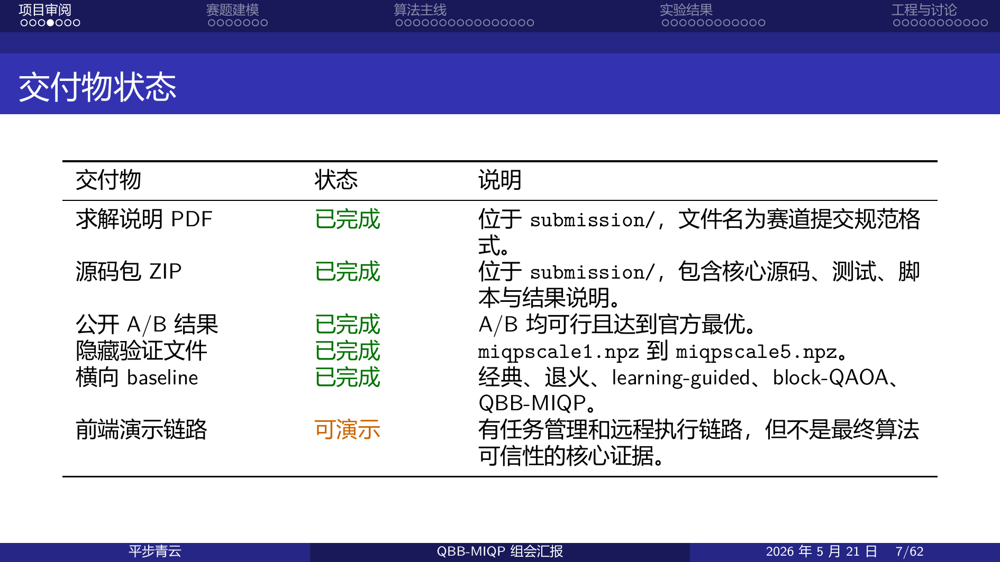 项目审阅 赛题建模 算法主线 实验结果 工程与讨论
交付物状态
交付物 状态 说明
求解说明 PDF 已完成 位于 submission/，文件名为赛道提交规范格
式。
源码包 ZIP 已完成 位于 submission/，包含核心源码、测试、脚
本与结果说明。
公开 A/B 结果 已完成 A/B 均可行且达到官方最优。
隐藏验证文件 已完成 miqpscale1.npz 到 miqpscale5.npz。
横向 baseline 已完成 经典、退火、learning-guided、block-QAOA、
QBB-MIQP。
前端演示链路 可演示 有任务管理和远程执行链路，但不是最终算法
可信性的核心证据。
平步青云 QBB-MIQP 组会汇报 2026 年 5 月 21 日 7/62